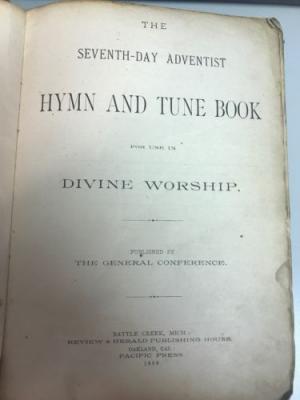 THE
SEVENTH-DAY ADVENTIST
HYMN AND TUNE BOOK
FOR USE IN
DIVINE WORSHIP.
PUBLISHED BY
THE GENERAL CONFERENCE.
BATTLE CREEK, MICH.:
REVIEW & HERALD PUBLISHING HOUSE.
OAKLAND, CAL.:
PACIFIC PRESS.